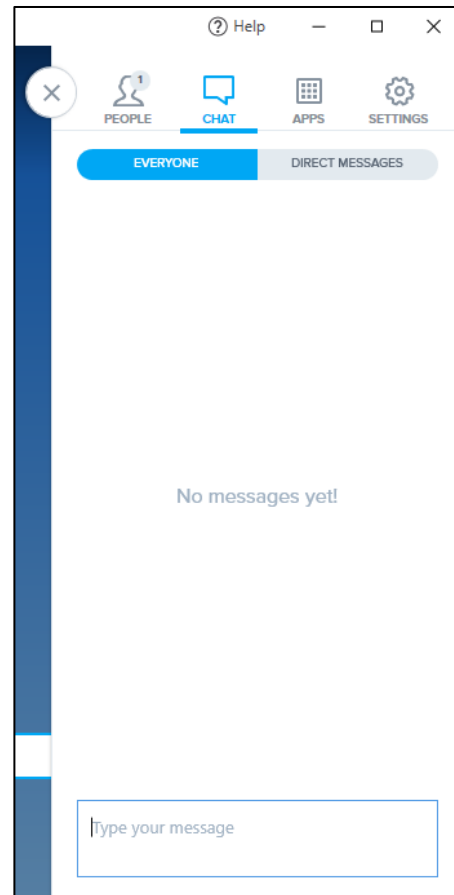 Help
1
PEOPLE CHAT APPS SETTINGS
EVERYONE DIRECT MESSAGES
No messages yet!
Type your message